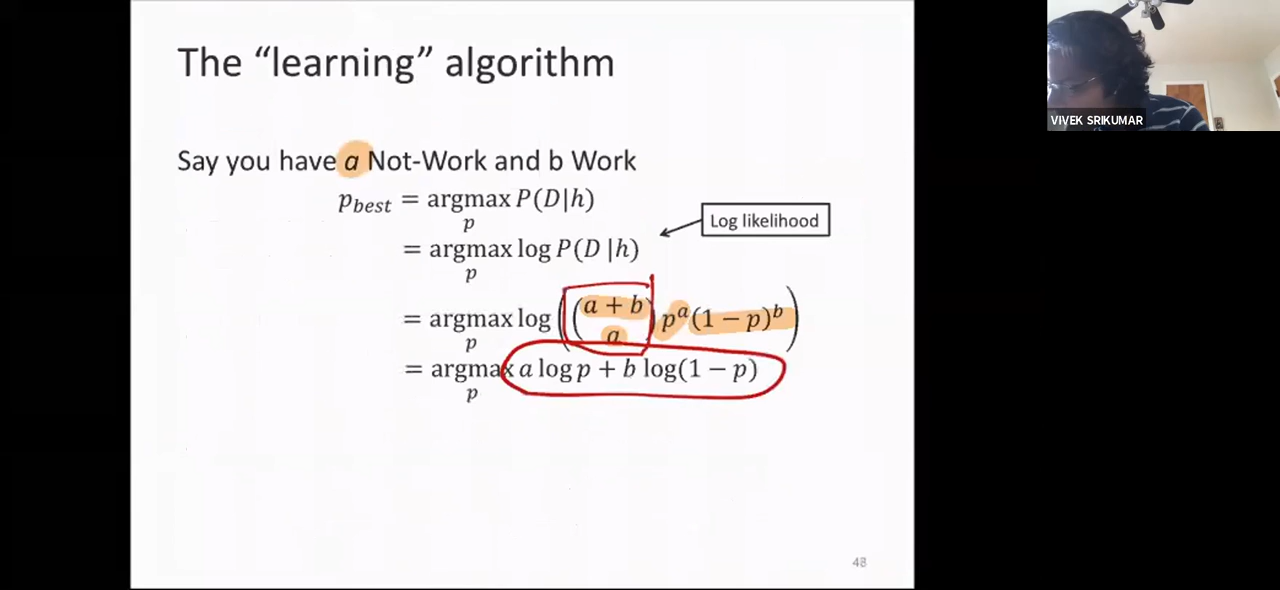 The “learning” algorithm
Say you have a Not-Work and b Work
p_best = argmax_p P(D|h)
Log likelihood
= argmax_p log P(D |h)
= argmax_p log ((a + b choose a) p^a (1 − p)^b)
= argmax_p a log p + b log(1 − p)
48
VIVEK SRIKUMAR